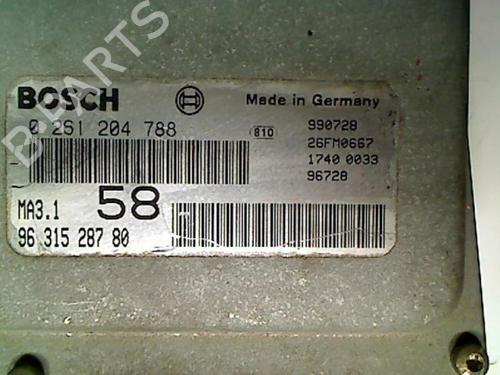 B PARTS
BOSCH
Made in Germany
0 261 204 788
810
990728
26FM0667
1740 0033
96728
MA3.1
58
96 315 287 80